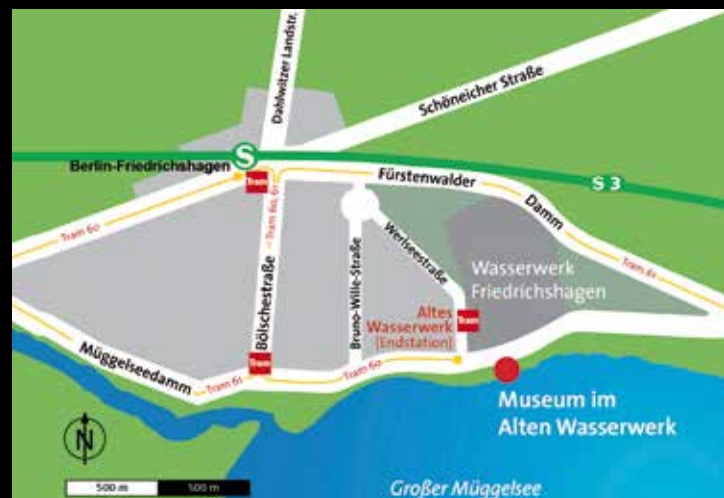 Dahlwitzer Landstr.
Schöneicher Straße
S
Berlin-Friedrichshagen
Tram
Fürstenwalder
Damm
S 3
Tram 60
Tram 60, 61
Tram 61
Bölschestraße
Bruno-Wille-Straße
Werlseestraße
Wasserwerk
Friedrichshagen
Altes
Wasserwerk
(Endstation)
Tram
Tram
Müggelseedamm
Tram 61
Tram 60
Museum im
Alten Wasserwerk
N
500 m
500 m
Großer Müggelsee